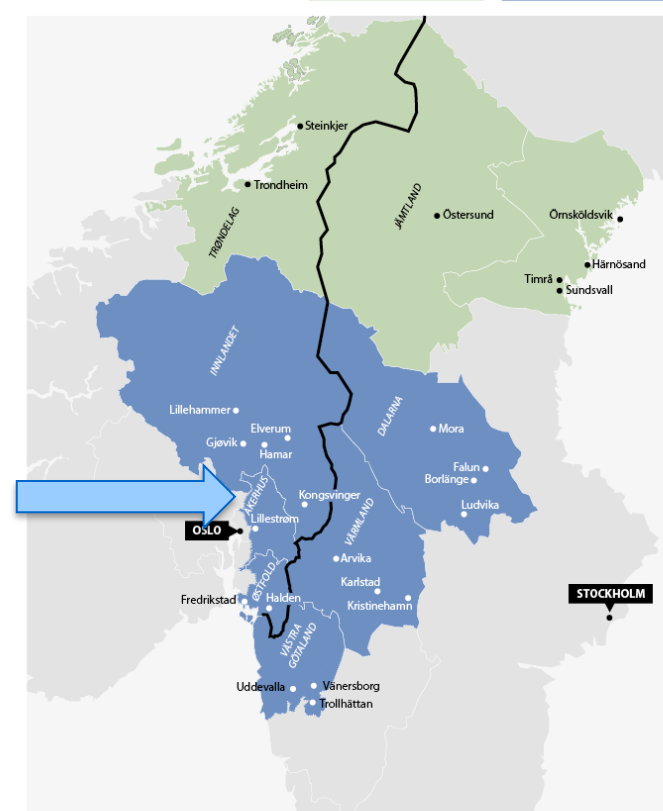 Steinkjer
Trondheim
TRØNDELAG
JÄMTLAND
Östersund
Örnsköldsvik
Härnösand
Timrå
Sundsvall
INNLANDET
Lillehammer
Elverum
Gjøvik
Hamar
DALARNA
Mora
Falun
Borlänge
Ludvika
AKERHUS
Kongsvinger
VÄRMLAND
OSLO
Lillestrøm
Arvika
ØSTFOLD
Karlstad
Kristinehamn
Fredrikstad
Halden
STOCKHOLM
VÄSTRA
GÖTALAND
Uddevalla
Vänersborg
Trollhättan